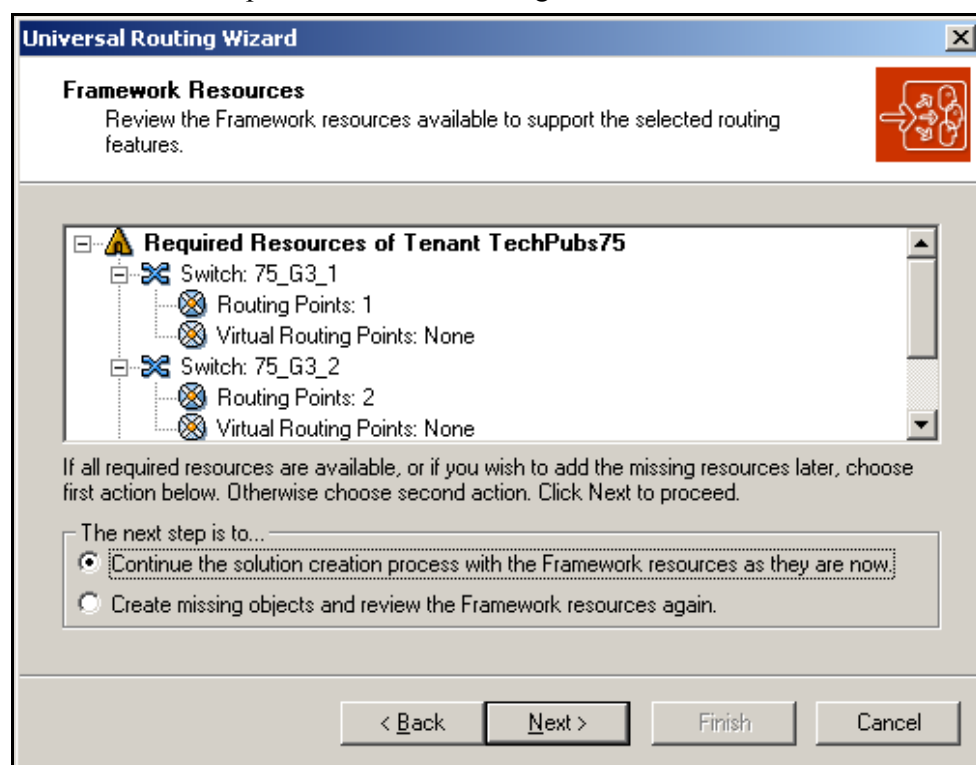 Universal Routing Wizard
Framework Resources
Review the Framework resources available to support the selected routing
features.
Required Resources of Tenant TechPubs75
Switch: 75_G3_1
Routing Points: 1
Virtual Routing Points: None
Switch: 75_G3_2
Routing Points: 2
Virtual Routing Points: None
If all required resources are available, or if you wish to add the missing resources later, choose
first action below. Otherwise choose second action. Click Next to proceed.
The next step is to...
Continue the solution creation process with the Framework resources as they are now.
Create missing objects and review the Framework resources again.
< Back
Next >
Finish
Cancel